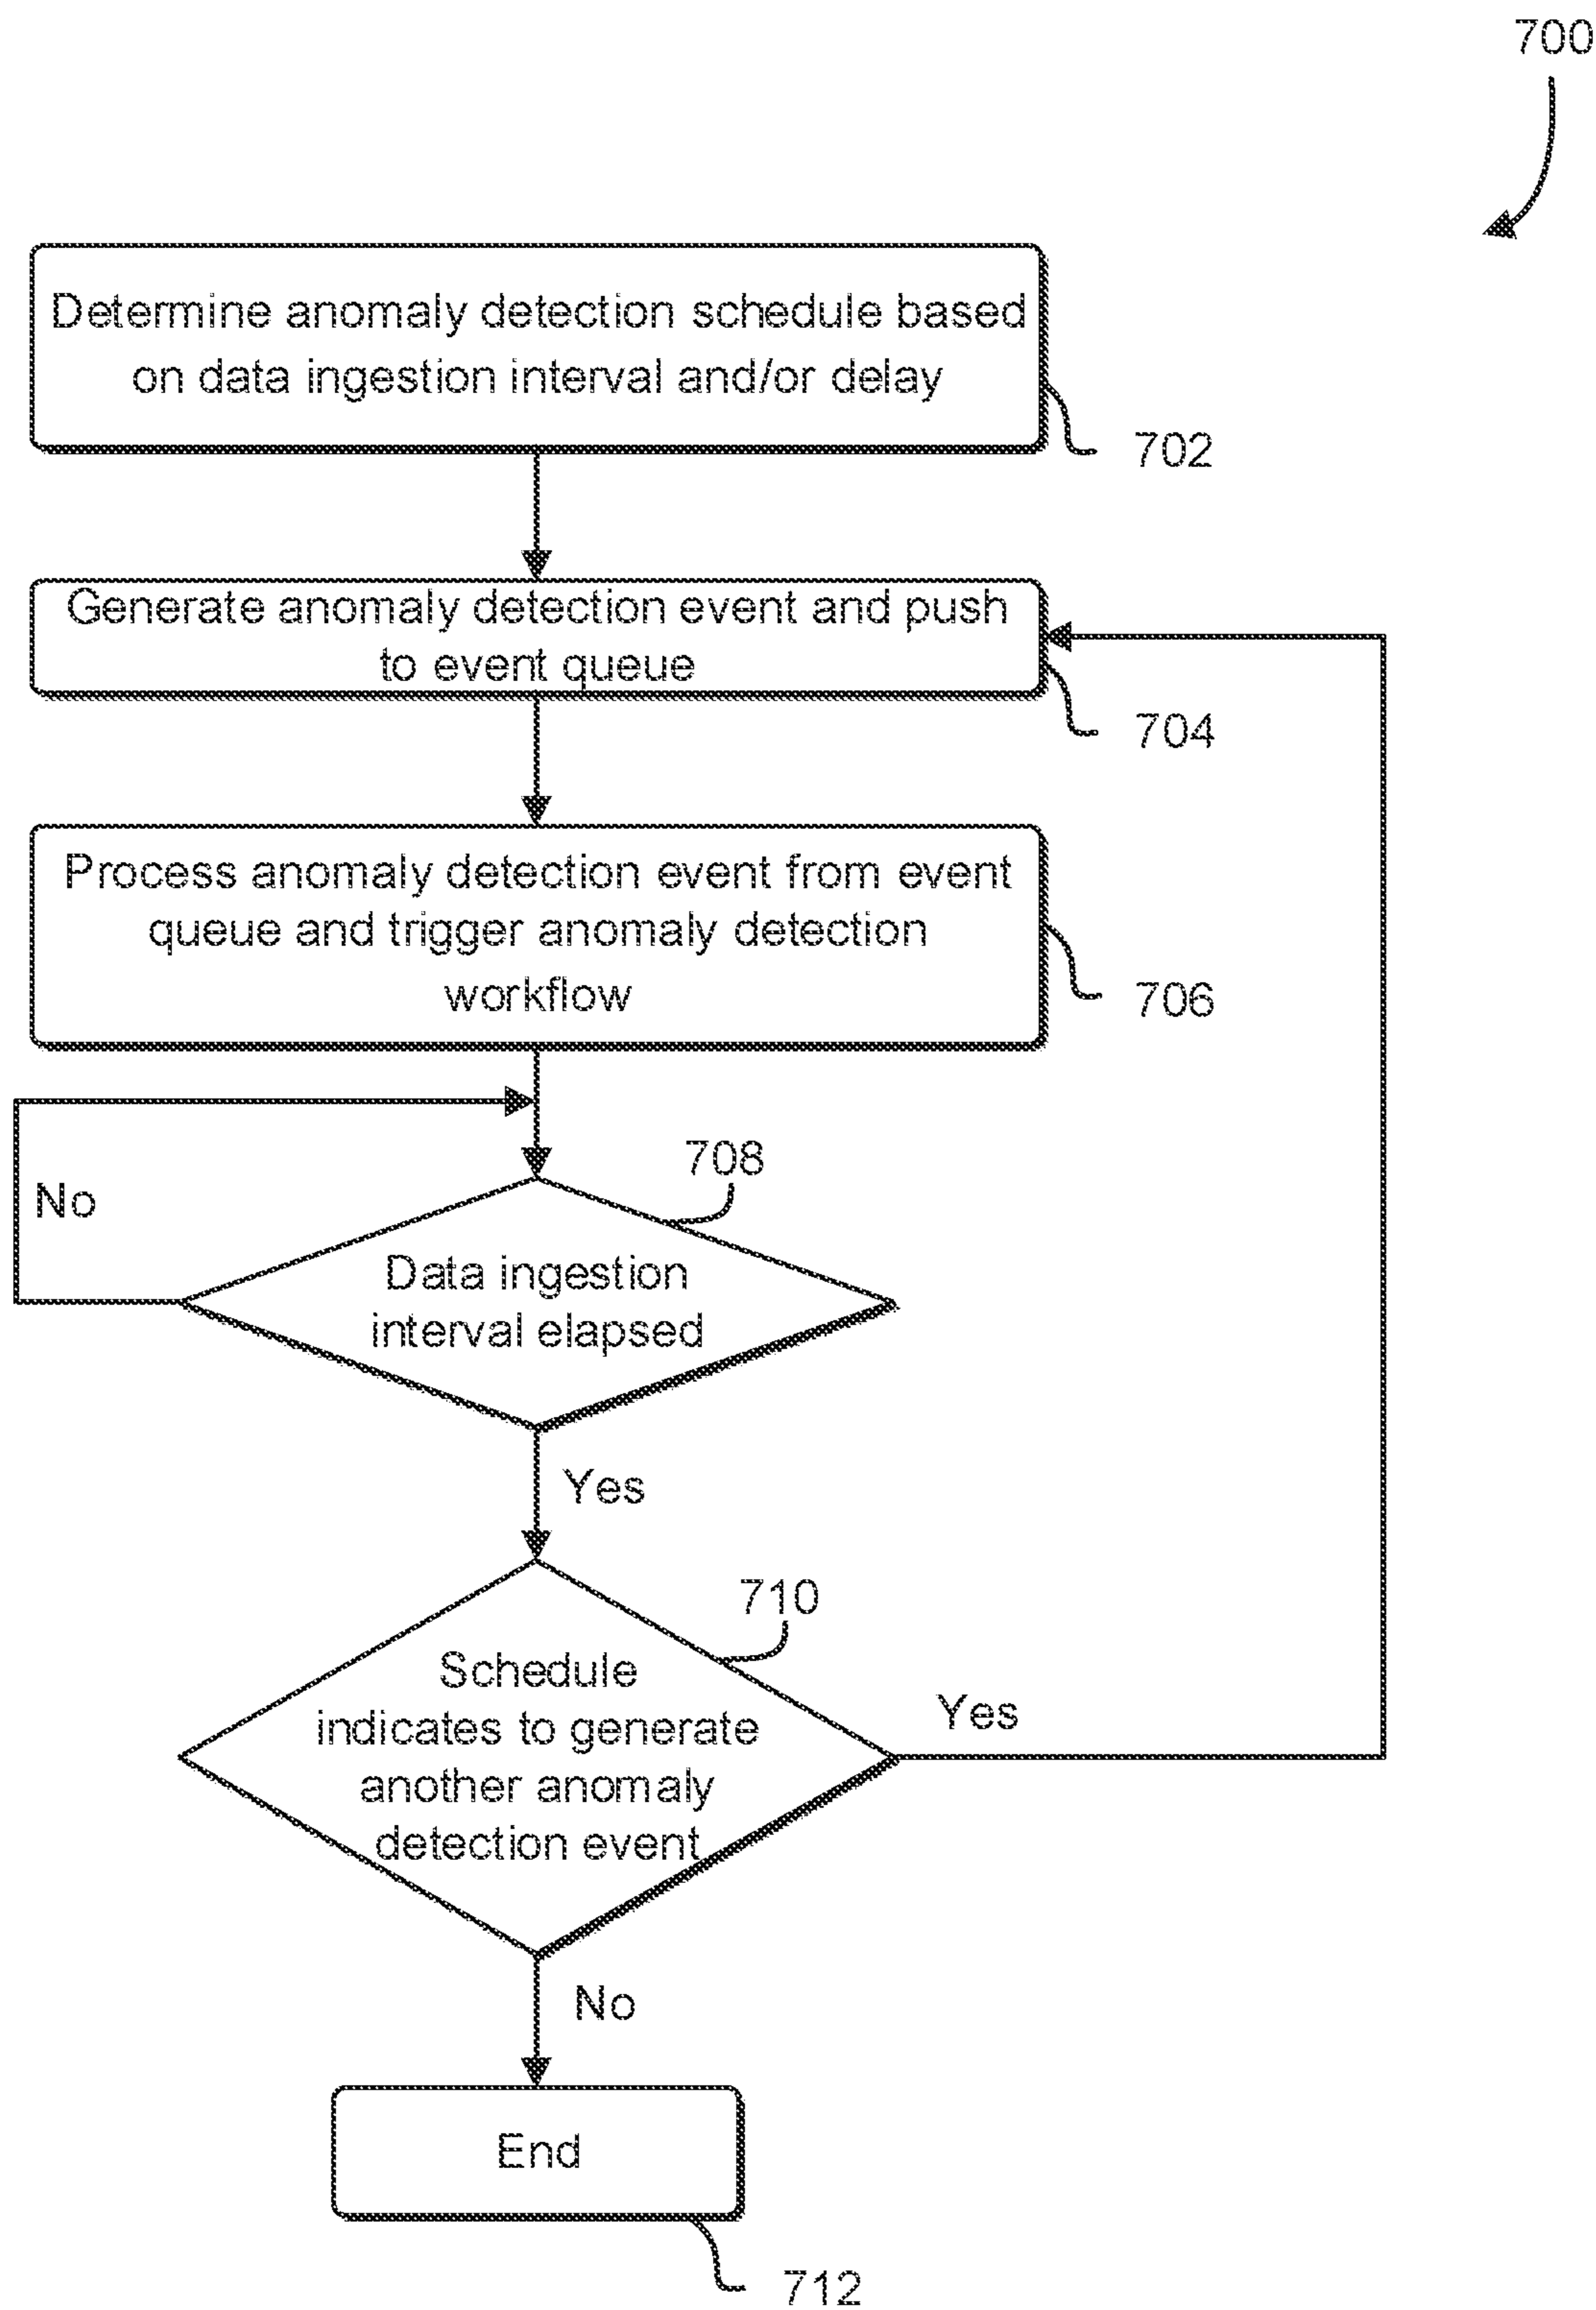 700
Determine anomaly detection schedule based
on data ingestion interval and/or delay
702
Generate anomaly detection event and push
to event queue
704
Process anomaly detection event from event
queue and trigger anomaly detection
workflow
706
708
No
Data ingestion
interval elapsed
Yes
710
Schedule
indicates to generate
another anomaly
detection event
Yes
No
End
712